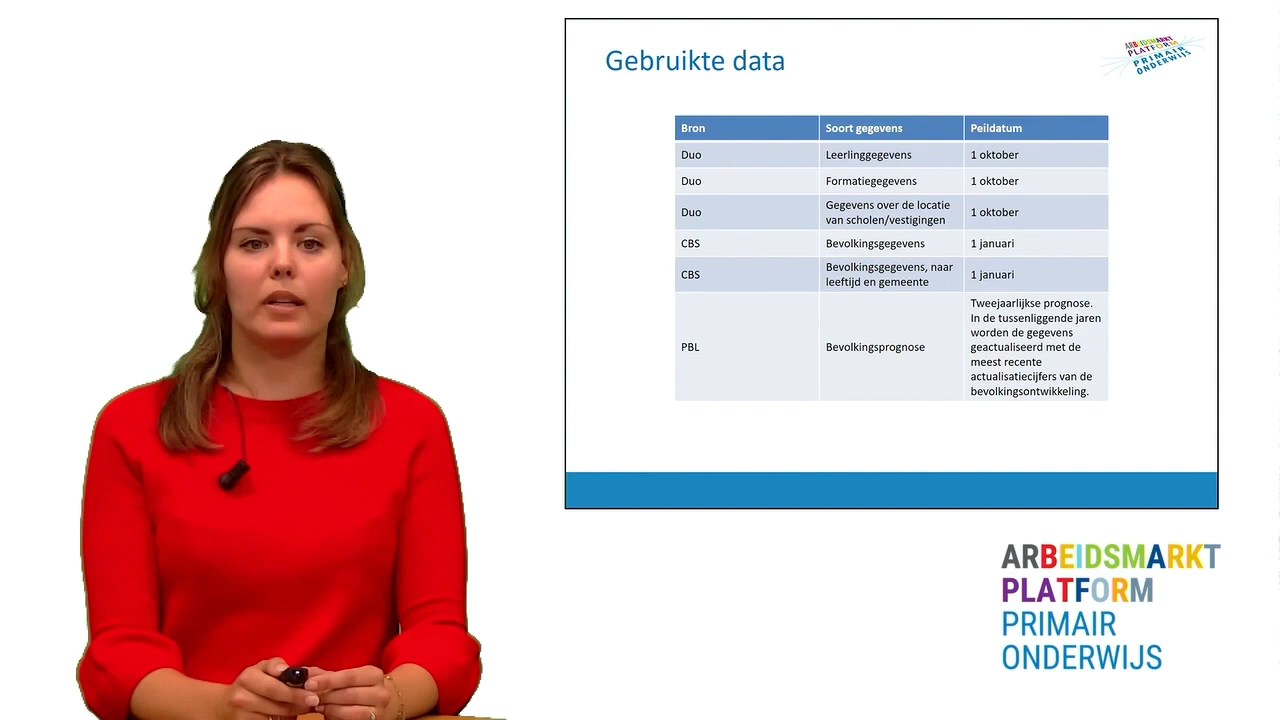 Gebruikte data
ARBEIDSMARKT
PLATFORM
PRIMAIR
ONDERWIJS
Bron Soort gegevens Peildatum
Duo Leerlinggegevens 1 oktober
Duo Formatiegegevens 1 oktober
Duo Gegevens over de locatie van scholen/vestigingen 1 oktober
CBS Bevolkingsgegevens 1 januari
CBS Bevolkingsgegevens, naar leeftijd en gemeente 1 januari
PBL Bevolkingsprognose Tweejaarlijkse prognose.
In de tussenliggende jaren
worden de gegevens
geactualiseerd met de
meest recente
actualisatiecijfers van de
bevolkingsontwikkeling.
ARBEIDSMARKT
PLATFORM
PRIMAIR
ONDERWIJS